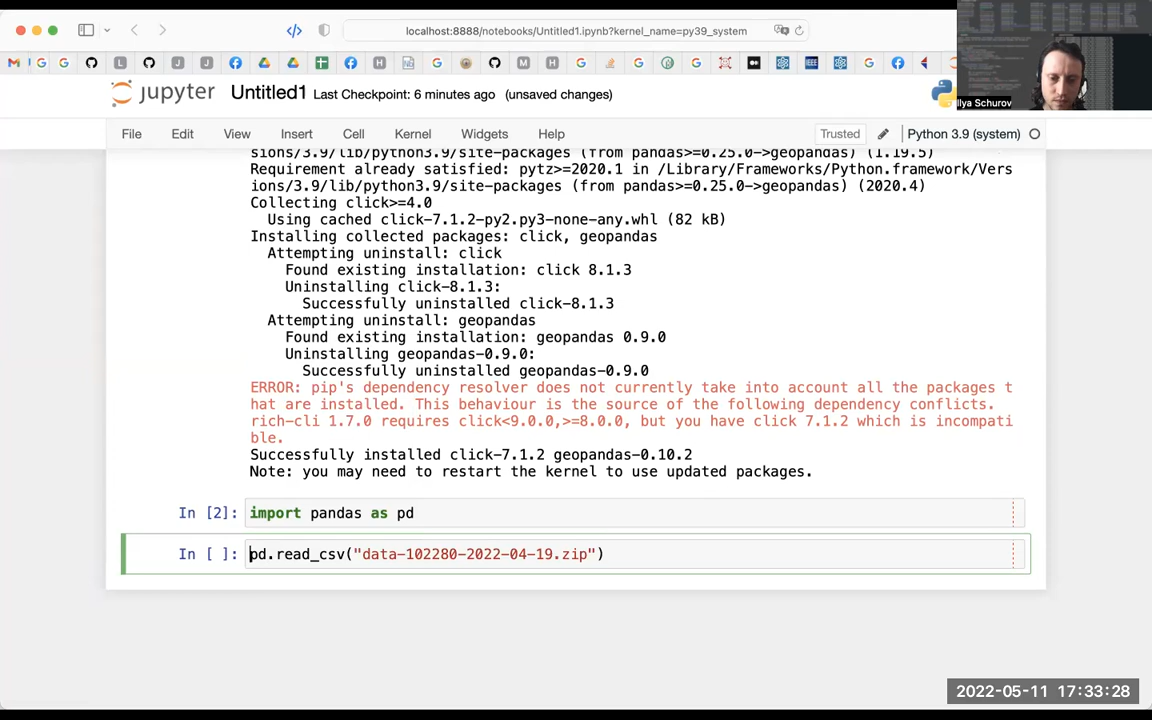 localhost:8888/notebooks/Untitled1.ipynb?kernel_name=py39_system
jupyter Untitled1 Last Checkpoint: 6 minutes ago (unsaved changes)
Ilya Schurov
File Edit View Insert Cell Kernel Widgets Help Trusted Python 3.9 (system)
sions/3.9/lib/python3.9/site-packages (from pandas>=0.25.0->geopandas) (1.19.5)
Requirement already satisfied: pytz>=2020.1 in /Library/Frameworks/Python.framework/Vers
ions/3.9/lib/python3.9/site-packages (from pandas>=0.25.0->geopandas) (2020.4)
Collecting click>=4.0
Using cached click-7.1.2-py2.py3-none-any.whl (82 kB)
Installing collected packages: click, geopandas
Attempting uninstall: click
Found existing installation: click 8.1.3
Uninstalling click-8.1.3:
Successfully uninstalled click-8.1.3
Attempting uninstall: geopandas
Found existing installation: geopandas 0.9.0
Uninstalling geopandas-0.9.0:
Successfully uninstalled geopandas-0.9.0
ERROR: pip's dependency resolver does not currently take into account all the packages t
hat are installed. This behaviour is the source of the following dependency conflicts.
rich-cli 1.7.0 requires click<9.0.0,>=8.0.0, but you have click 7.1.2 which is incompati
ble.
Successfully installed click-7.1.2 geopandas-0.10.2
Note: you may need to restart the kernel to use updated packages.
In [2]: import pandas as pd
In [ ]: pd.read_csv("data-102280-2022-04-19.zip")
2022-05-11 17:33:28